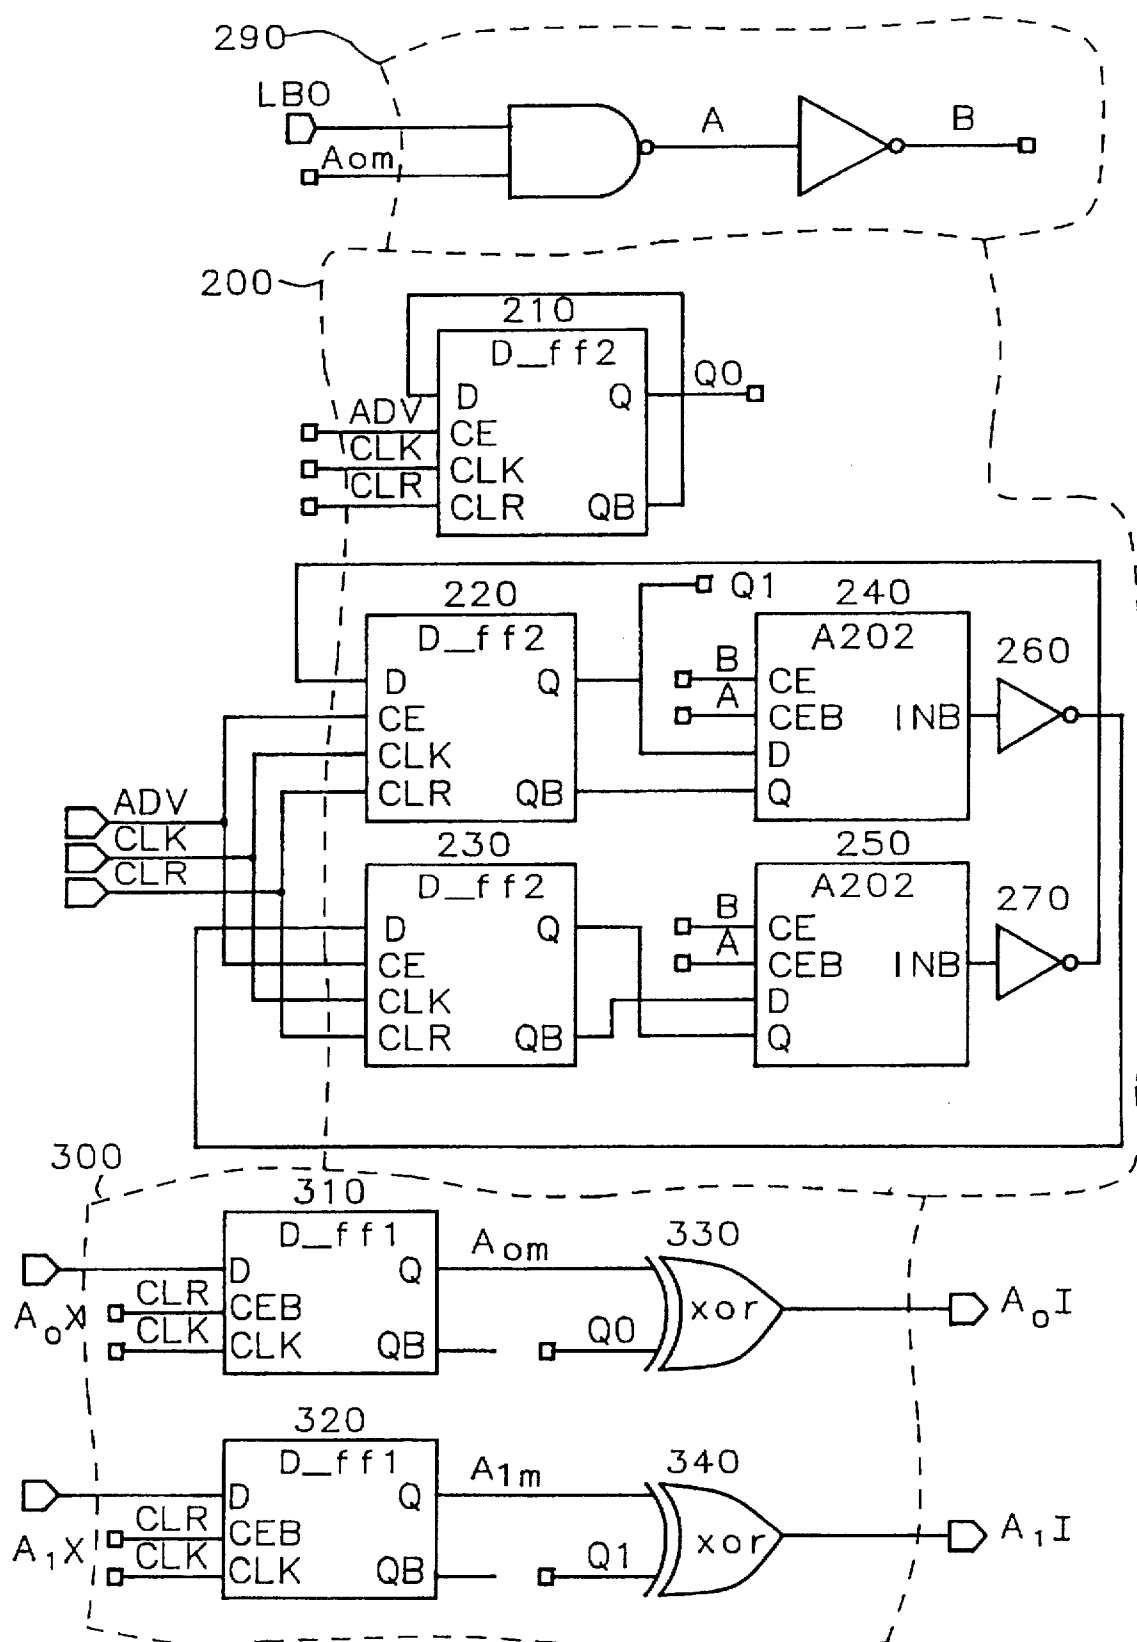 290
LBO
Aom
A
B
200
210
D_ff2
D
Q
Q0
ADV
CE
CLK
CLK
CLR
CLR
QB
220
D_ff2
Q1
240
A202
260
D
Q
B
CE
CE
A
CEB
INB
CLK
D
CLR
QB
Q
ADV
CLK
CLR
230
D_ff2
250
A202
270
D
Q
B
CE
CE
A
CEB
INB
CLK
D
CLR
QB
Q
300
310
D_ff1
Aom
330
D
Q
AoX
CLR
CEB
xor
AoI
CLK
CLK
QB
Q0
320
D_ff1
A1m
340
D
Q
A1X
CLR
CEB
xor
A1I
CLK
CLK
QB
Q1